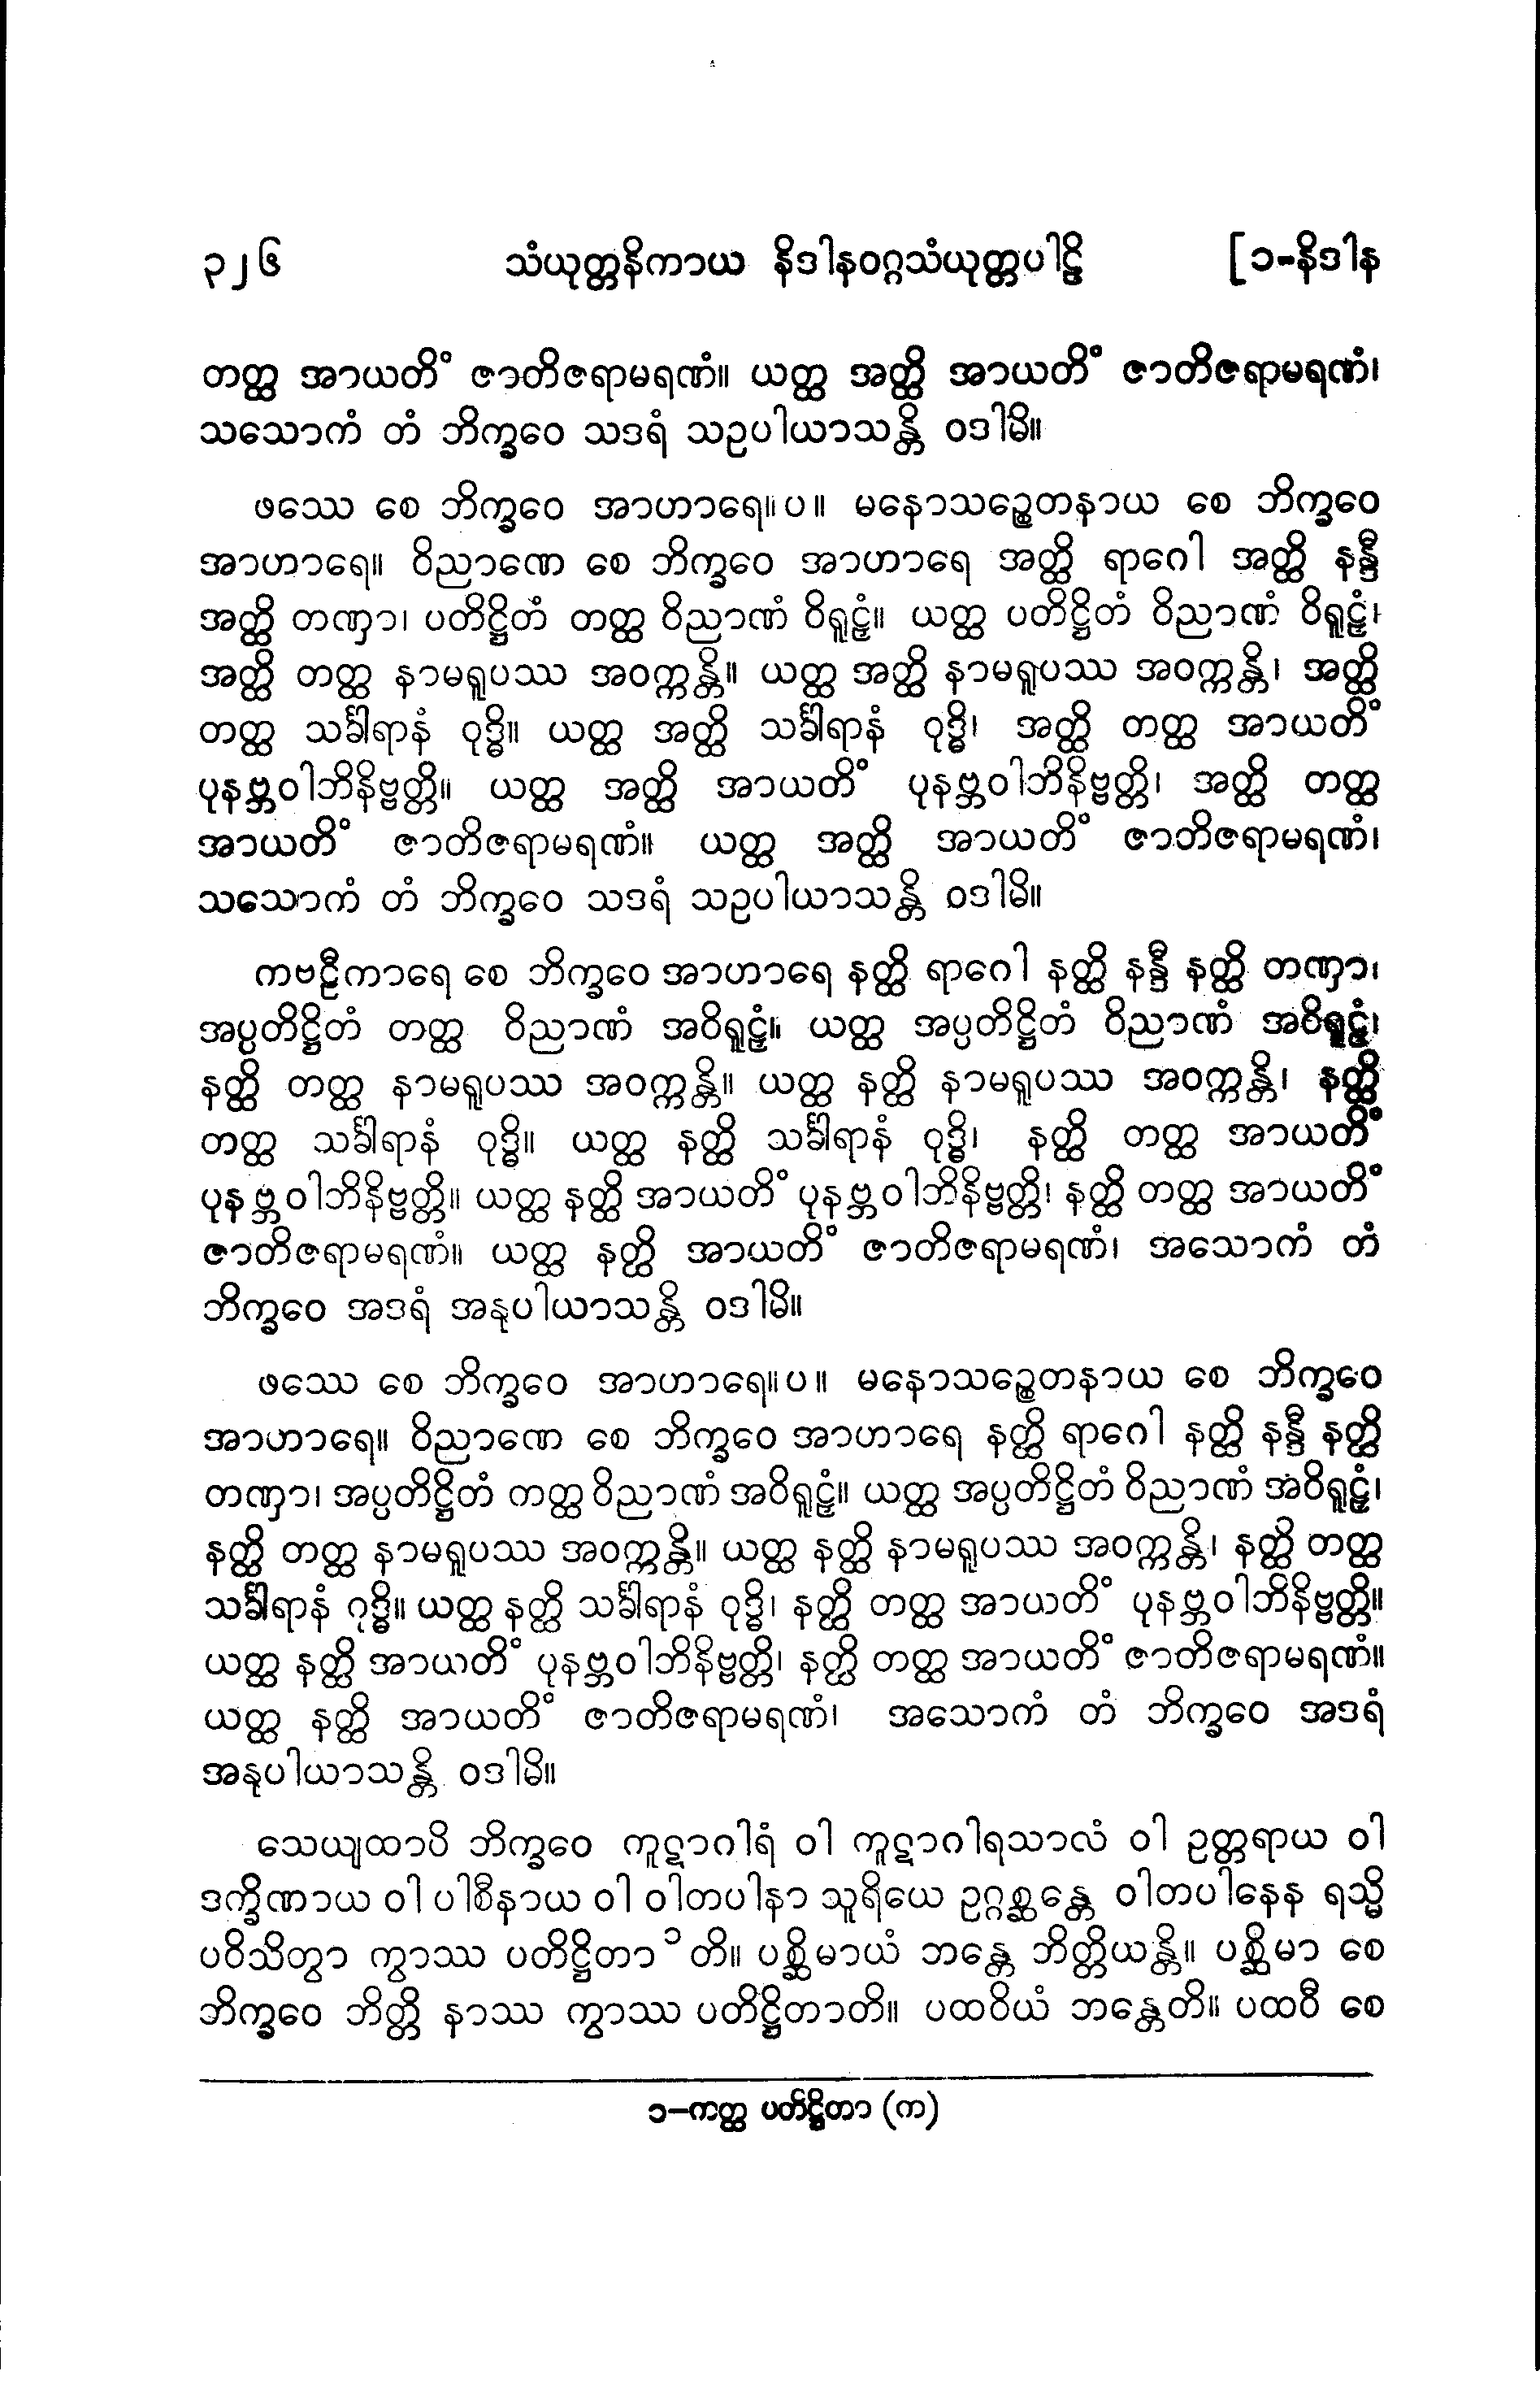 ၃၂၆ သံယုတ္တနိကာယ နိဒါနဝဂ္ဂသံယုတ္တပါဠိ [၁-နိဒါန
တတ္ထ အာယတိံ ဇာတိဇရာမရဏံ။ ယတ္ထ အတ္ထိ အာယတိံ ဇာတိဇရာမရဏံ၊
သသောကံ တံ ဘိက္ခဝေ သဒရံ သဥပါယာသန္တိ ဝဒါမိ။
ဖဿေ စေ ဘိက္ခဝေ အာဟာရေ။ပ။ မနောသဉ္စေတနာယ စေ ဘိက္ခဝေ
အာဟာရေ။ ဝိညာဏေ စေ ဘိက္ခဝေ အာဟာရေ အတ္ထိ ရာဂေါ အတ္ထိ နန္ဒီ
အတ္ထိ တဏှာ၊ ပတိဋ္ဌိတံ တတ္ထ ဝိညာဏံ ဝိရူဠှံ။ ယတ္ထ ပတိဋ္ဌိတံ ဝိညာဏံ ဝိရူဠှံ၊
အတ္ထိ တတ္ထ နာမရူပဿ အဝက္ကန္တိ။ ယတ္ထ အတ္ထိ နာမရူပဿ အဝက္ကန္တိ၊ အတ္ထိ
တတ္ထ သင်္ခါရာနံ ဝုဒ္ဓိ။ ယတ္ထ အတ္ထိ သင်္ခါရာနံ ဝုဒ္ဓိ၊ အတ္ထိ တတ္ထ အာယတိံ
ပုနဗ္ဘဝါဘိနိဗ္ဗတ္တိ။ ယတ္ထ အတ္ထိ အာယတိံ ပုနဗ္ဘဝါဘိနိဗ္ဗတ္တိ၊ အတ္ထိ တတ္ထ
အာယတိံ ဇာတိဇရာမရဏံ။ ယတ္ထ အတ္ထိ အာယတိံ ဇာတိဇရာမရဏံ၊
သသောကံ တံ ဘိက္ခဝေ သဒရံ သဥပါယာသန္တိ ဝဒါမိ။
ကဗဠီကာရေ စေ ဘိက္ခဝေ အာဟာရေ နတ္ထိ ရာဂေါ နတ္ထိ နန္ဒီ နတ္ထိ တဏှာ၊
အပ္ပတိဋ္ဌိတံ တတ္ထ ဝိညာဏံ အဝိရူဠှံ။ ယတ္ထ အပ္ပတိဋ္ဌိတံ ဝိညာဏံ အဝိရူဠှံ၊
နတ္ထိ တတ္ထ နာမရူပဿ အဝက္ကန္တိ။ ယတ္ထ နတ္ထိ နာမရူပဿ အဝက္ကန္တိ၊ နတ္ထိ
တတ္ထ သင်္ခါရာနံ ဝုဒ္ဓိ။ ယတ္ထ နတ္ထိ သင်္ခါရာနံ ဝုဒ္ဓိ၊ နတ္ထိ တတ္ထ အာယတိံ
ပုနဗ္ဘဝါဘိနိဗ္ဗတ္တိ။ ယတ္ထ နတ္ထိ အာယတိံ ပုနဗ္ဘဝါဘိနိဗ္ဗတ္တိ၊ နတ္ထိ တတ္ထ အာယတိံ
ဇာတိဇရာမရဏံ။ ယတ္ထ နတ္ထိ အာယတိံ ဇာတိဇရာမရဏံ၊ အသောကံ တံ
ဘိက္ခဝေ အဒရံ အနုပါယာသန္တိ ဝဒါမိ။
ဖဿေ စေ ဘိက္ခဝေ အာဟာရေ။ပ။ မနောသဉ္စေတနာယ စေ ဘိက္ခဝေ
အာဟာရေ။ ဝိညာဏေ စေ ဘိက္ခဝေ အာဟာရေ နတ္ထိ ရာဂေါ နတ္ထိ နန္ဒီ နတ္ထိ
တဏှာ၊ အပ္ပတိဋ္ဌိတံ ကတ္ထ ဝိညာဏံ အဝိရူဠှံ။ ယတ္ထ အပ္ပတိဋ္ဌိတံ ဝိညာဏံ အဝိရူဠှံ၊
နတ္ထိ တတ္ထ နာမရူပဿ အဝက္ကန္တိ။ ယတ္ထ နတ္ထိ နာမရူပဿ အဝက္ကန္တိ၊ နတ္ထိ တတ္ထ
သင်္ခါရာနံ ဂုဒ္ဓိ။ ယတ္ထ နတ္ထိ သင်္ခါရာနံ ဝုဒ္ဓိ၊ နတ္ထိ တတ္ထ အာယတိံ ပုနဗ္ဘဝါဘိနိဗ္ဗတ္တိ။
ယတ္ထ နတ္ထိ အာယတိံ ပုနဗ္ဘဝါဘိနိဗ္ဗတ္တိ၊ နတ္ထိ တတ္ထ အာယတိံ ဇာတိဇရာမရဏံ။
ယတ္ထ နတ္ထိ အာယတိံ ဇာတိဇရာမရဏံ၊ အသောကံ တံ ဘိက္ခဝေ အဒရံ
အနုပါယာသန္တိ ဝဒါမိ။
သေယျထာပိ ဘိက္ခဝေ ကူဋာဂါရံ ဝါ ကူဋာဂါရသာလံ ဝါ ဥတ္တရာယ ဝါ
ဒက္ခိဏာယ ဝါ ပါစီနာယ ဝါ ဝါတပါနာ သူရိယေ ဥဂ္ဂစ္ဆန္တေ ဝါတပါနေန ရသ္မိ
ပဝိသိတွာ ကွာဿ ပတိဋ္ဌိတာ ၁ တိ။ ပစ္ဆိမာယံ ဘန္တေ ဘိတ္တိယန္တိ။ ပစ္ဆိမာ စေ
ဘိက္ခဝေ ဘိတ္တိ နာဿ ကွာဿ ပတိဋ္ဌိတာတိ။ ပထဝိယံ ဘန္တေတိ။ ပထဝီ စေ
၁-ကတ္ထ ပတိဋ္ဌိတာ (က)